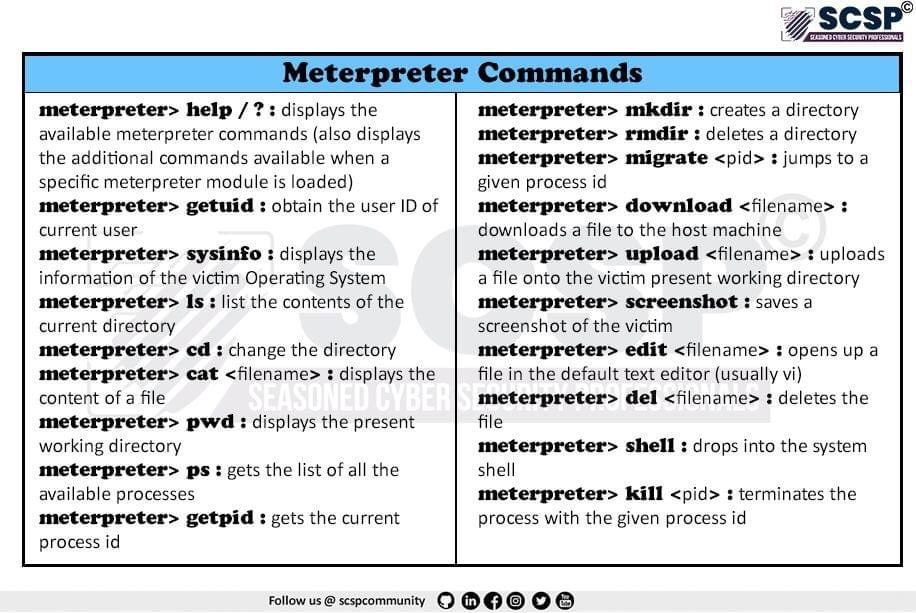 SCSP©
SEASONED CYBER SECURITY PROFESSIONALS
Meterpreter Commands
meterpreter> help / ? : displays the
available meterpreter commands (also displays
the additional commands available when a
specific meterpreter module is loaded)
meterpreter> getuid : obtain the user ID of
current user
meterpreter> sysinfo : displays the
information of the victim Operating System
meterpreter> ls : list the contents of the
current directory
meterpreter> cd : change the directory
meterpreter> cat <filename> : displays the
content of a file
meterpreter> pwd : displays the present
working directory
meterpreter> ps : gets the list of all the
available processes
meterpreter> getpid : gets the current
process id
meterpreter> mkdir : creates a directory
meterpreter> rmdir : deletes a directory
meterpreter> migrate <pid> : jumps to a
given process id
meterpreter> download <filename> :
downloads a file to the host machine
meterpreter> upload <filename> : uploads
a file onto the victim present working directory
meterpreter> screenshot : saves a
screenshot of the victim
meterpreter> edit <filename> : opens up a
file in the default text editor (usually vi)
meterpreter> del <filename> : deletes the
file
meterpreter> shell : drops into the system
shell
meterpreter> kill <pid> : terminates the
process with the given process id
SCSP©
SEASONED CYBER SECURITY PROFESSIONALS
Follow us @ scspcommunity